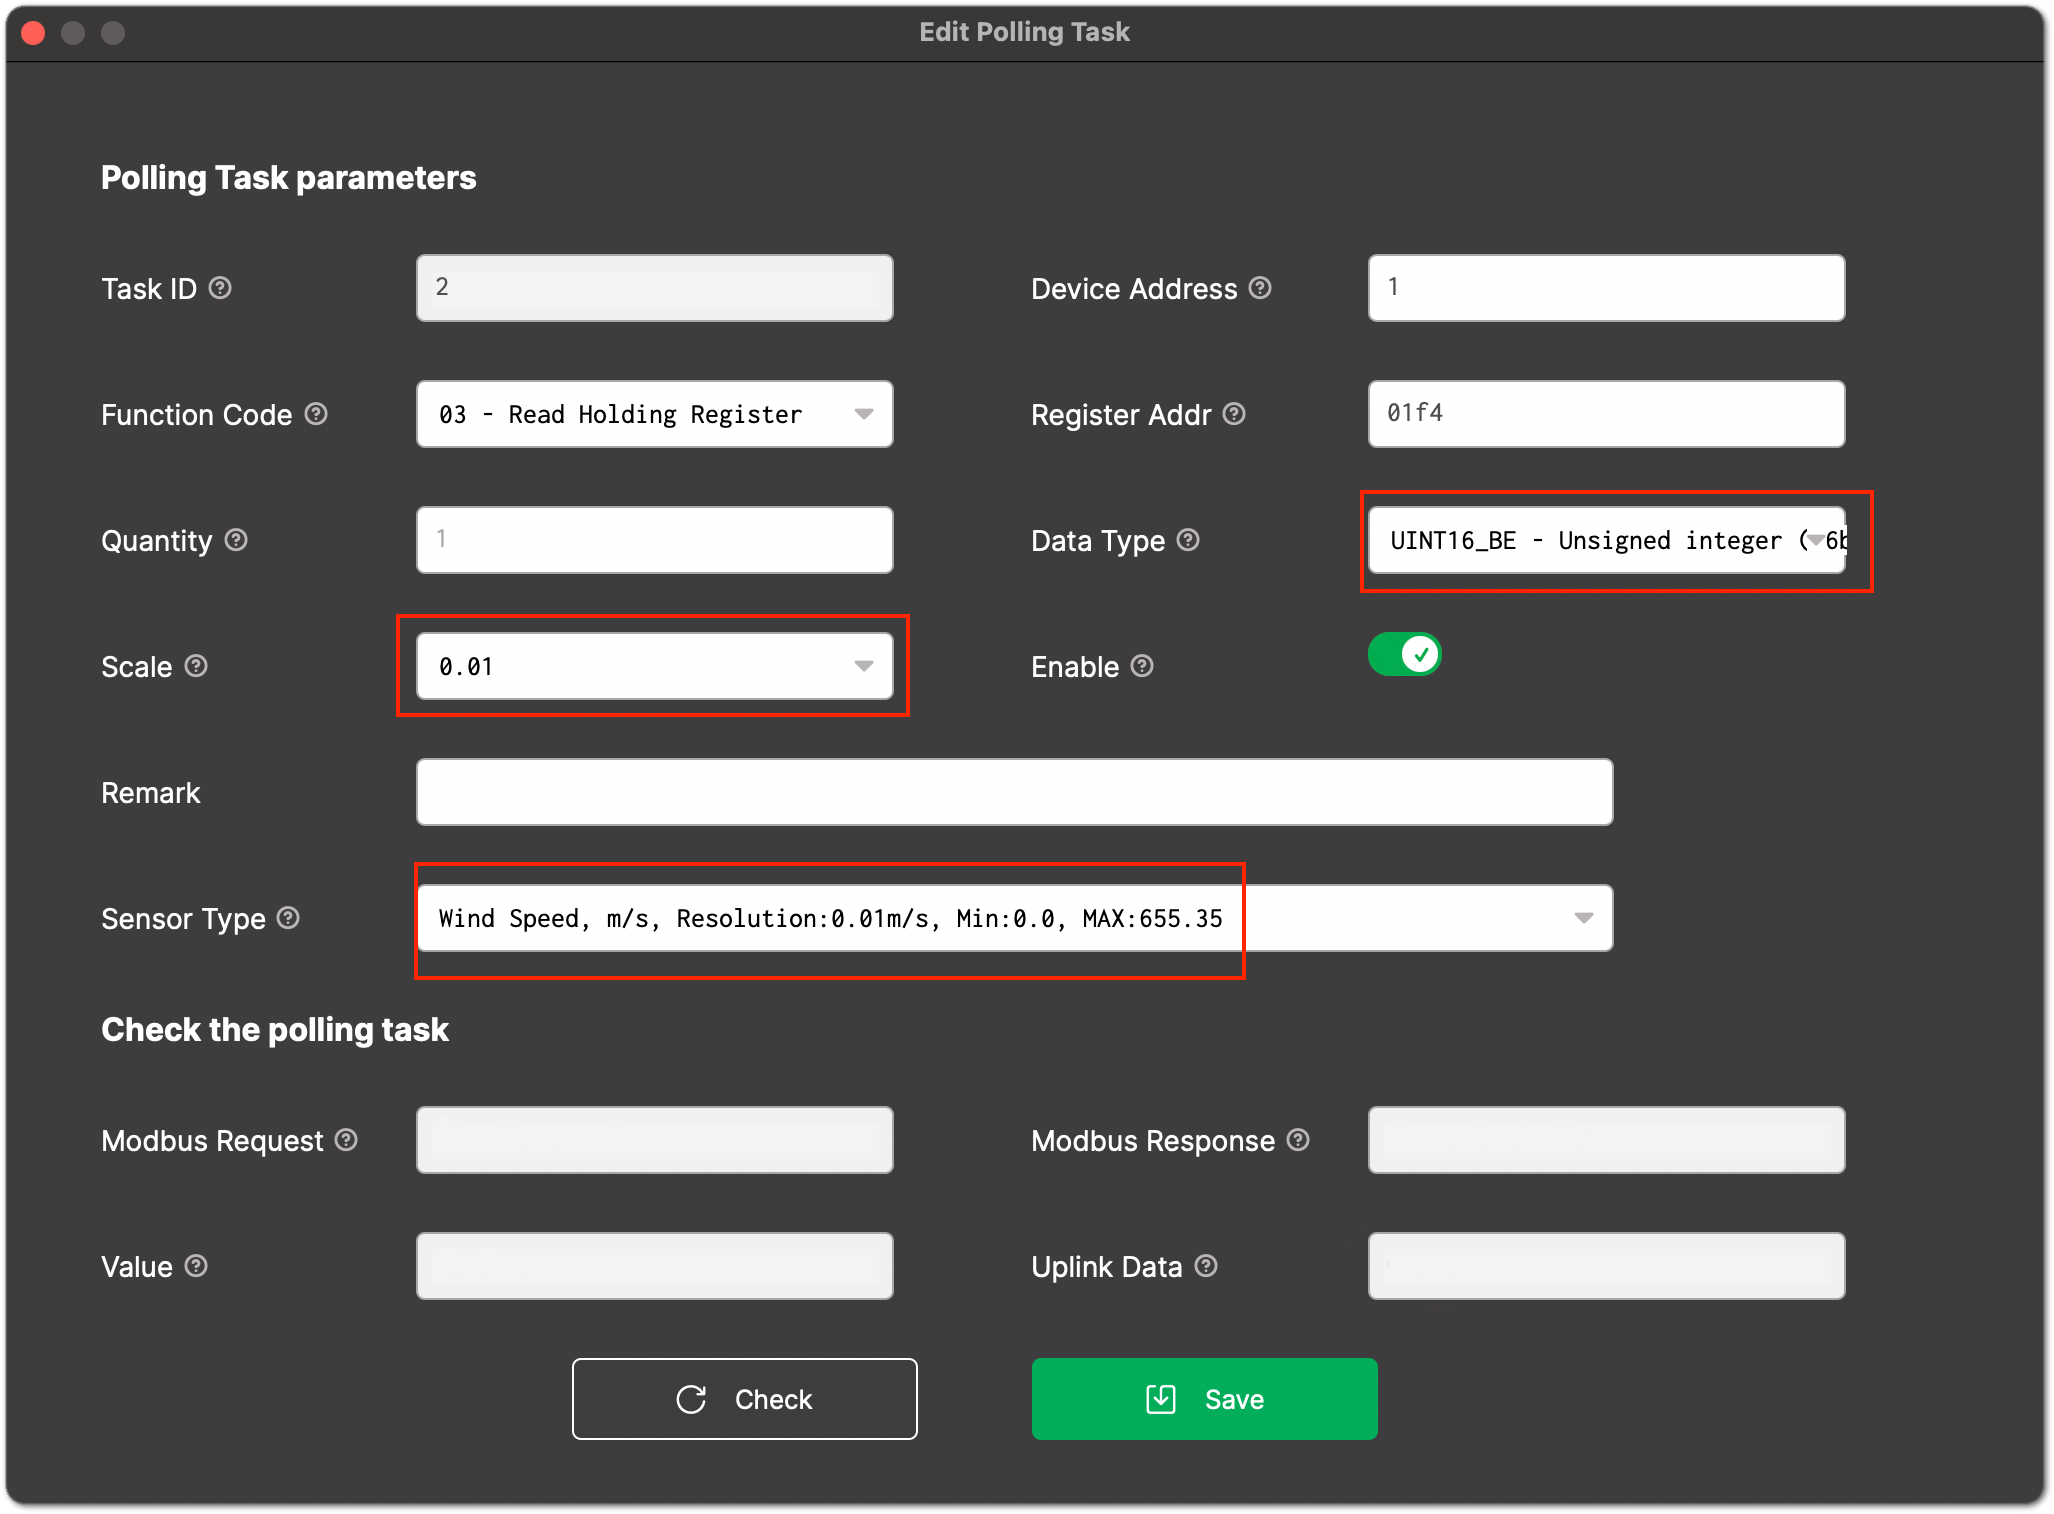 Edit Polling Task
Polling Task parameters
Task ID 2 Device Address 1
Function Code 03 - Read Holding Register Register Addr 01f4
Quantity 1 Data Type UINT16_BE - Unsigned integer ( 6b
Scale 0.01 Enable
Remark
Sensor Type Wind Speed, m/s, Resolution:0.01m/s, Min:0.0, MAX:655.35
Check the polling task
Modbus Request Modbus Response
Value Uplink Data
Check Save